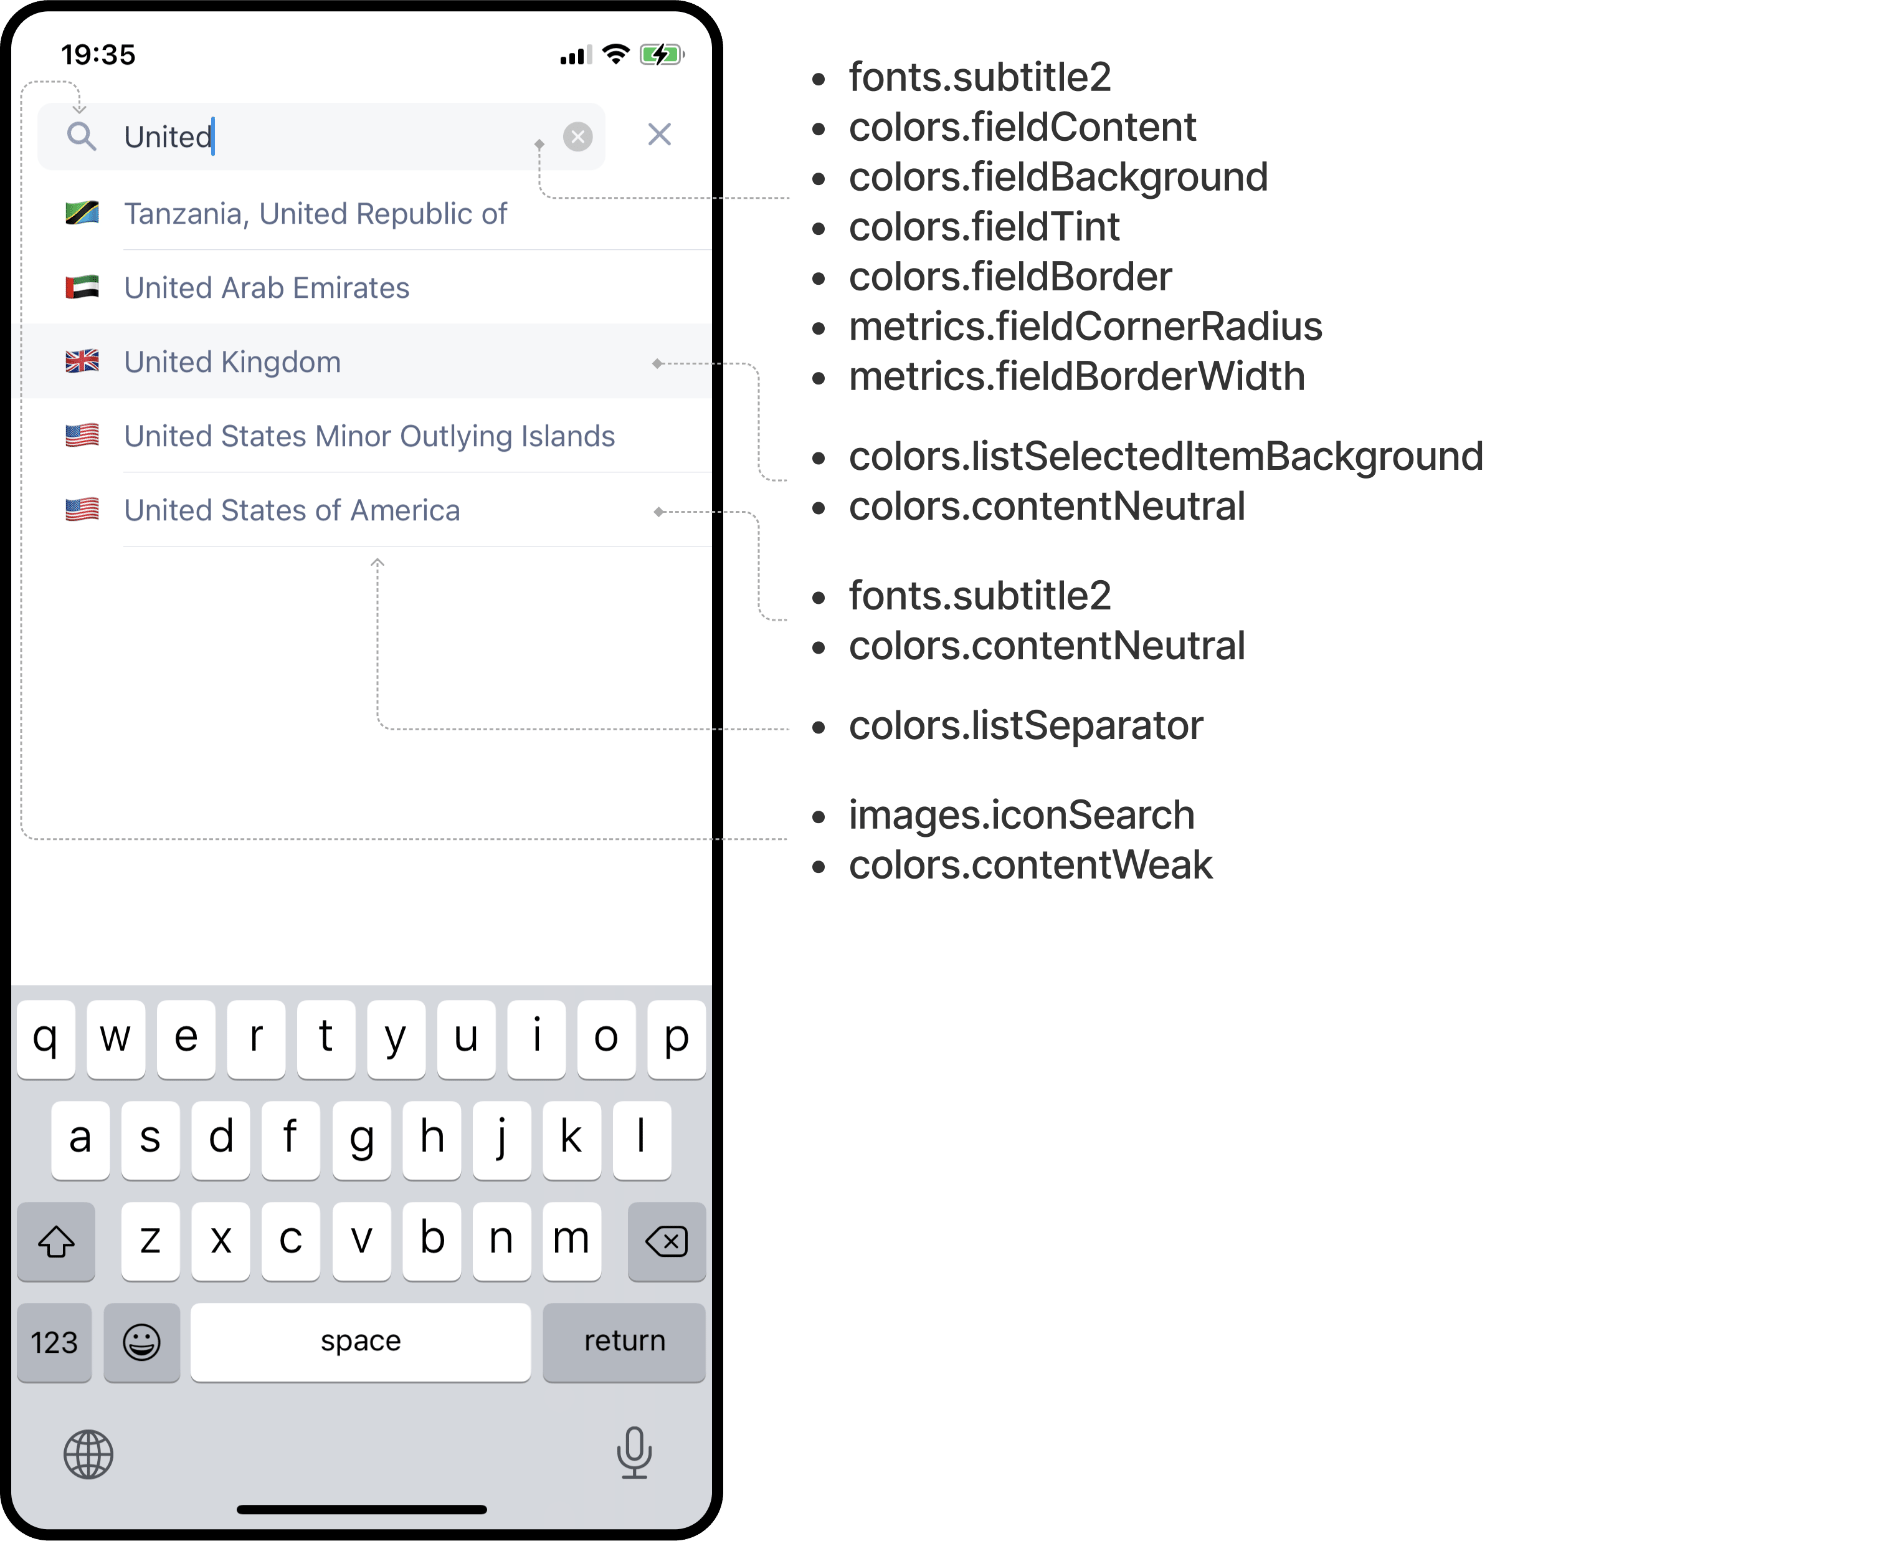 19:35
United
Tanzania, United Republic of
United Arab Emirates
United Kingdom
United States Minor Outlying Islands
United States of America
• fonts.subtitle2
• colors.fieldContent
• colors.fieldBackground
• colors.fieldTint
• colors.fieldBorder
• metrics.fieldCornerRadius
• metrics.fieldBorderWidth
• colors.listSelectedItemBackground
• colors.contentNeutral
• fonts.subtitle2
• colors.contentNeutral
• colors.listSeparator
• images.iconSearch
• colors.contentWeak
q w e r t y u i o p
a s d f g h j k l
z x c v b n m
123 space return